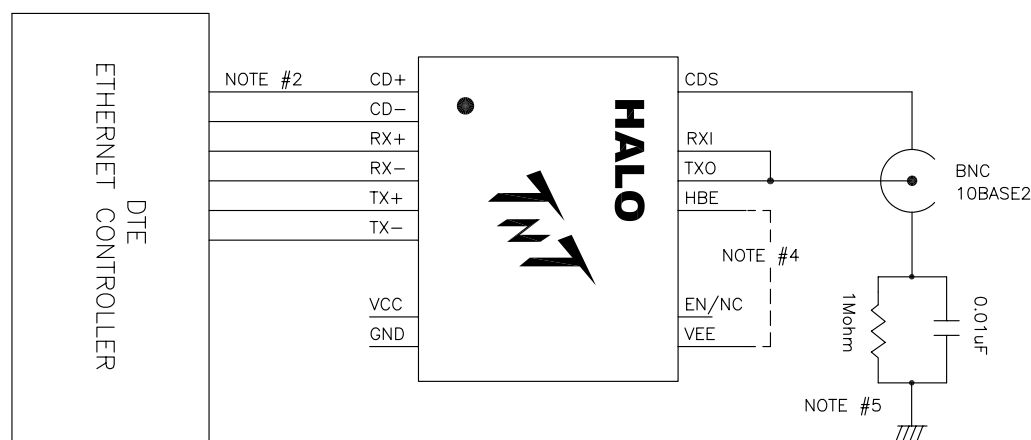 DTE
ETHERNET CONTROLLER
NOTE #2
CD+
CD-
RX+
RX-
TX+
TX-
VCC
GND
HALO
TNT
CDS
RXI
TXO
HBE
NOTE #4
EN/NC
VEE
BNC
10BASE2
1Mohm
0.01uF
NOTE #5